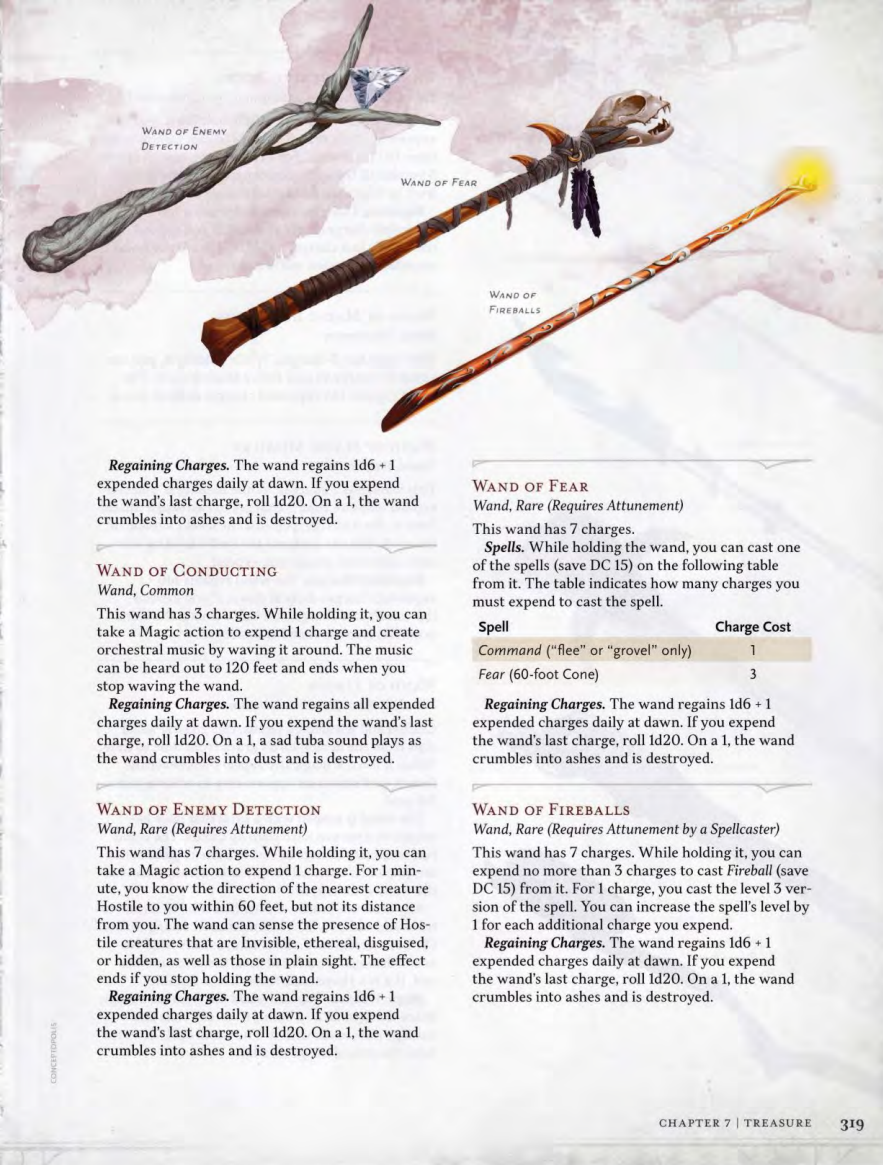 WAND OF ENEMY
DETECTION
WAND OF FEAR
WAND OF
FIREBALLS
Regaining Charges. The wand regains 1d6 + 1
expended charges daily at dawn. If you expend
the wand's last charge, roll 1d20. On a 1, the wand
crumbles into ashes and is destroyed.
WAND OF CONDUCTING
Wand, Common
This wand has 3 charges. While holding it, you can
take a Magic action to expend 1 charge and create
orchestral music by waving it around. The music
can be heard out to 120 feet and ends when you
stop waving the wand.
Regaining Charges. The wand regains all expended
charges daily at dawn. If you expend the wand's last
charge, roll 1d20. On a 1, a sad tuba sound plays as
the wand crumbles into dust and is destroyed.
WAND OF ENEMY DETECTION
Wand, Rare (Requires Attunement)
This wand has 7 charges. While holding it, you can
take a Magic action to expend 1 charge. For 1 min-
ute, you know the direction of the nearest creature
Hostile to you within 60 feet, but not its distance
from you. The wand can sense the presence of Hos-
tile creatures that are Invisible, ethereal, disguised,
or hidden, as well as those in plain sight. The effect
ends if you stop holding the wand.
Regaining Charges. The wand regains 1d6 + 1
expended charges daily at dawn. If you expend
the wand's last charge, roll 1d20. On a 1, the wand
crumbles into ashes and is destroyed.
WAND OF FEAR
Wand, Rare (Requires Attunement)
This wand has 7 charges.
Spells. While holding the wand, you can cast one
of the spells (save DC 15) on the following table
from it. The table indicates how many charges you
must expend to cast the spell.
Spell Charge Cost
Command ("flee" or "grovel" only) 1
Fear (60-foot Cone) 3
Regaining Charges. The wand regains 1d6 + 1
expended charges daily at dawn. If you expend
the wand's last charge, roll 1d20. On a 1, the wand
crumbles into ashes and is destroyed.
WAND OF FIREBALLS
Wand, Rare (Requires Attunement by a Spellcaster)
This wand has 7 charges. While holding it, you can
expend no more than 3 charges to cast Fireball (save
DC 15) from it. For 1 charge, you cast the level 3 ver-
sion of the spell. You can increase the spell's level by
1 for each additional charge you expend.
Regaining Charges. The wand regains 1d6 + 1
expended charges daily at dawn. If you expend
the wand's last charge, roll 1d20. On a 1, the wand
crumbles into ashes and is destroyed.
CONCEPTOPOLIS
CHAPTER 7 | TREASURE 319